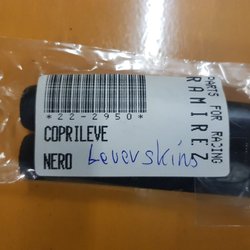 *22-2950*
COPRILEVE
NERO Leverskins
PARTS FOR RACING
RAMIREZ